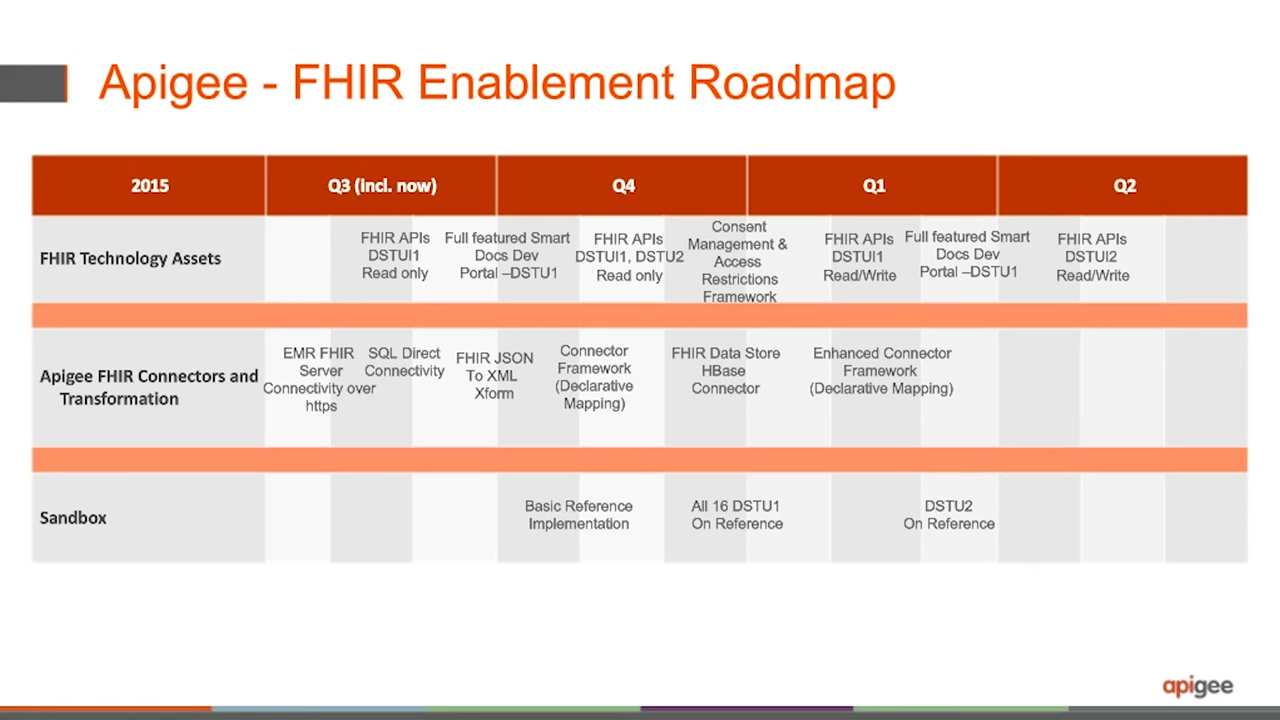 Apigee - FHIR Enablement Roadmap
2015
Q3 (incl. now)
Q4
Q1
Q2
FHIR Technology Assets
FHIR APIs
DSTUI1
Read only
Full featured Smart
Docs Dev
Portal –DSTU1
FHIR APIs
DSTUI1, DSTU2
Read only
Consent
Management &
Access
Restrictions
Framework
FHIR APIs
DSTUI1
Read/Write
Full featured Smart
Docs Dev
Portal –DSTU1
FHIR APIs
DSTUI2
Read/Write
Apigee FHIR Connectors and
Transformation
EMR FHIR
Server
Connectivity over
https
SQL Direct
Connectivity
FHIR JSON
To XML
Xform
Connector
Framework
(Declarative
Mapping)
FHIR Data Store
HBase
Connector
Enhanced Connector
Framework
(Declarative Mapping)
Sandbox
Basic Reference
Implementation
All 16 DSTU1
On Reference
DSTU2
On Reference
apigee